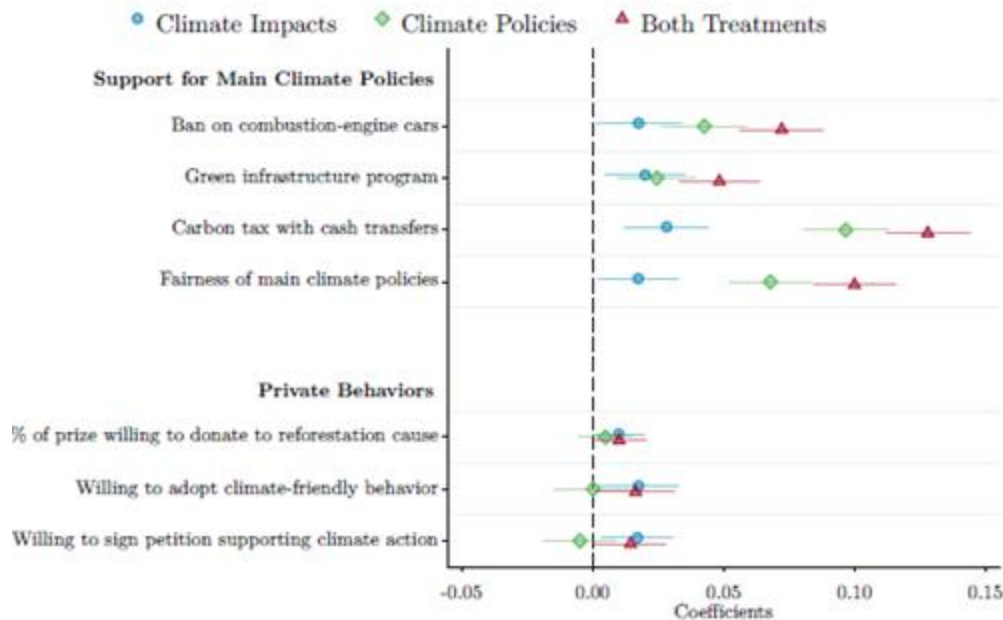 Climate Impacts Climate Policies Both Treatments
Support for Main Climate Policies
Ban on combustion-engine cars
Green infrastructure program
Carbon tax with cash transfers
Fairness of main climate policies
Private Behaviors
% of prize willing to donate to reforestation cause
Willing to adopt climate-friendly behavior
Willing to sign petition supporting climate action
-0.05 0.00 0.05 0.10 0.15
Coefficients